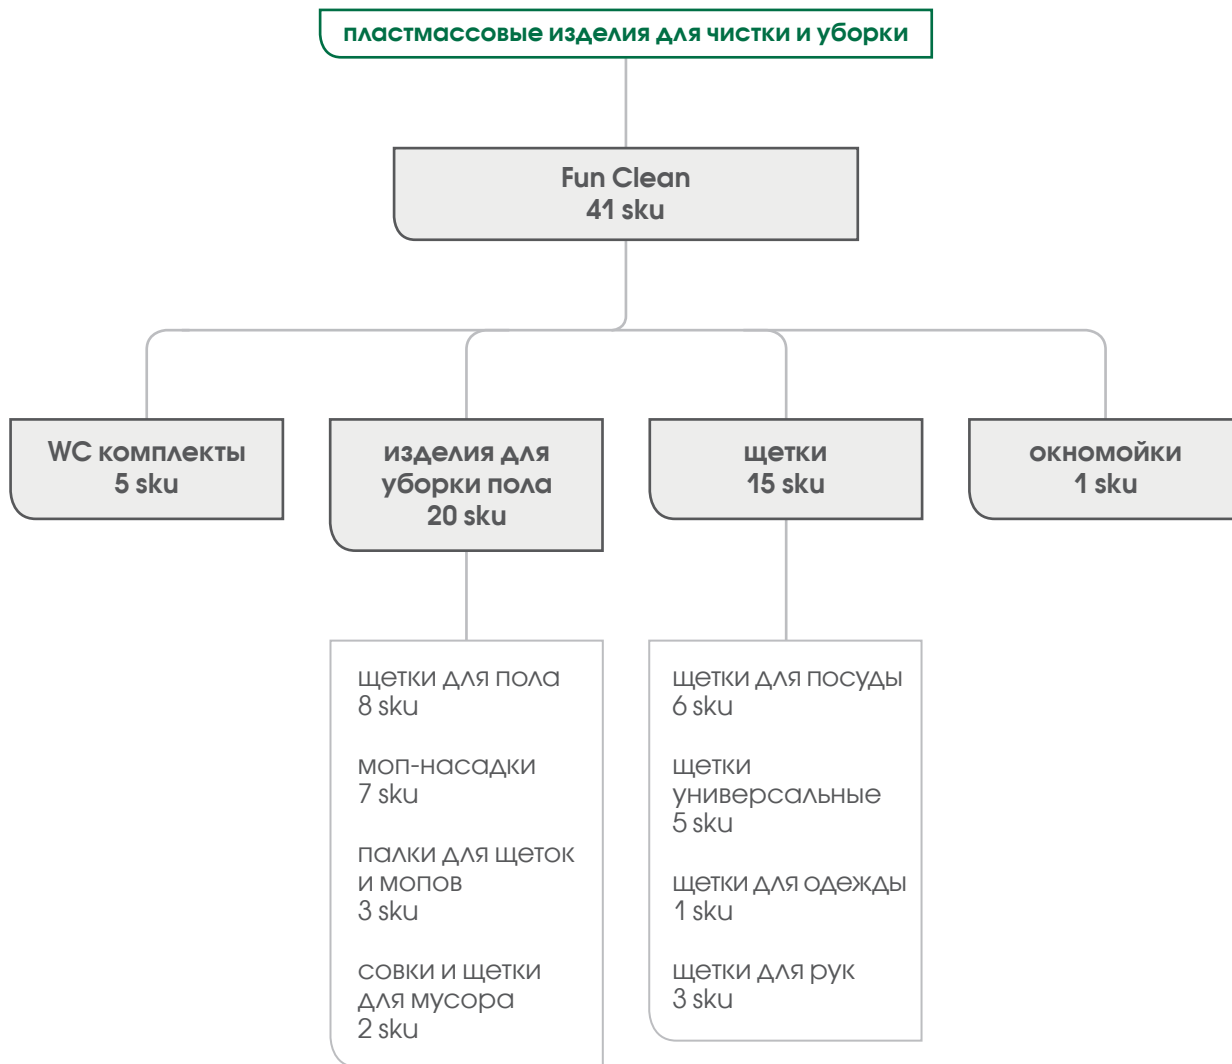 пластмассовые изделия для чистки и уборки
Fun Clean
41 sku
WC комплекты
5 sku
изделия для
уборки пола
20 sku
щетки
15 sku
окномойки
1 sku
щетки для пола
8 sku
моп-насадки
7 sku
палки для щеток
и мопов
3 sku
совки и щетки
для мусора
2 sku
щетки для посуды
6 sku
щетки
универсальные
5 sku
щетки для одежды
1 sku
щетки для рук
3 sku